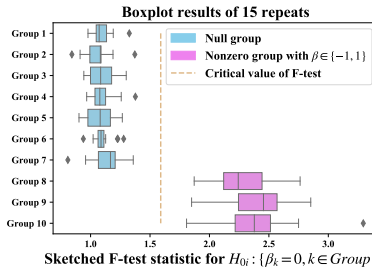 Boxplot results of 15 repeats
Group 1
Group 2
Group 3
Group 4
Group 5
Group 6
Group 7
Group 8
Group 9
Group 10
Null group
Nonzero group with β∈{−1, 1}
Critical value of F-test
1.0 1.5 2.0 2.5 3.0
Sketched F-test statistic for H₀ᵢ: {βₖ=0, k∈Group